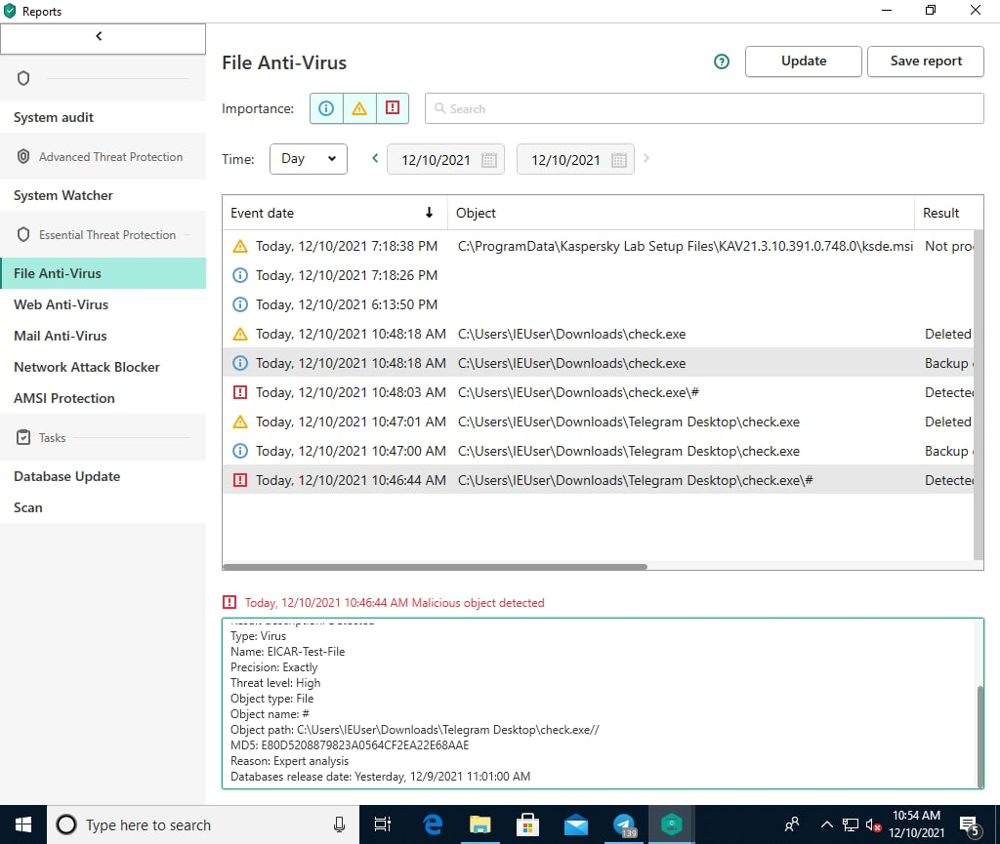 Reports
File Anti-Virus
Update
Save report
Importance:
Search
System audit
Advanced Threat Protection
System Watcher
Essential Threat Protection
File Anti-Virus
Web Anti-Virus
Mail Anti-Virus
Network Attack Blocker
AMSI Protection
Tasks
Database Update
Scan
Time:
Day
12/10/2021
12/10/2021
Event date Object Result
Today, 12/10/2021 7:18:38 PM C:\ProgramData\Kaspersky Lab Setup Files\KAV21.3.10.391.0.748.0\ksde.msi Not pro
Today, 12/10/2021 7:18:26 PM
Today, 12/10/2021 6:13:50 PM
Today, 12/10/2021 10:48:18 AM C:\Users\IEUser\Downloads\check.exe Deleted
Today, 12/10/2021 10:48:18 AM C:\Users\IEUser\Downloads\check.exe Backup
Today, 12/10/2021 10:48:03 AM C:\Users\IEUser\Downloads\check.exe\# Detected
Today, 12/10/2021 10:47:01 AM C:\Users\IEUser\Downloads\Telegram Desktop\check.exe Deleted
Today, 12/10/2021 10:47:00 AM C:\Users\IEUser\Downloads\Telegram Desktop\check.exe Backup
Today, 12/10/2021 10:46:44 AM C:\Users\IEUser\Downloads\Telegram Desktop\check.exe\# Detected
Today, 12/10/2021 10:46:44 AM Malicious object detected
Result description: Detected
Type: Virus
Name: EICAR-Test-File
Precision: Exactly
Threat level: High
Object type: File
Object name: #
Object path: C:\Users\IEUser\Downloads\Telegram Desktop\check.exe//
MD5: E80D5208879823A0564CF2EA22E68AAE
Reason: Expert analysis
Databases release date: Yesterday, 12/9/2021 11:01:00 AM
Type here to search
139
10:54 AM
12/10/2021
5